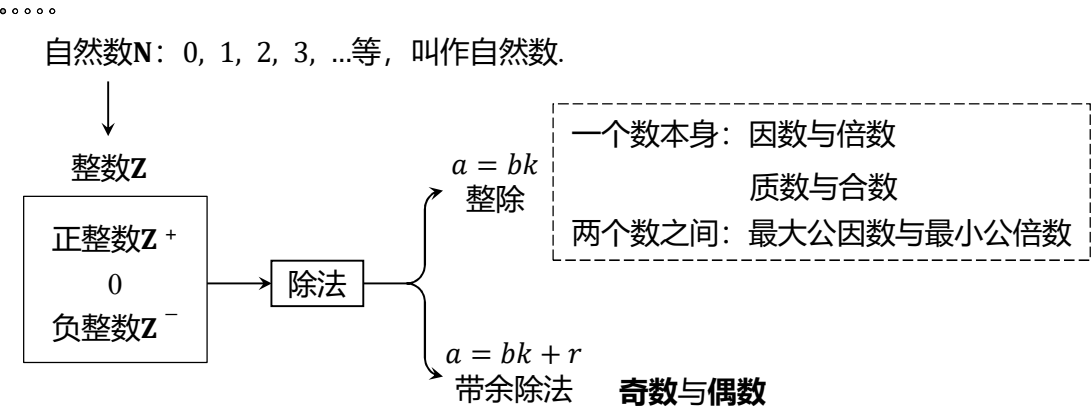 自然数N：0, 1, 2, 3, …等，叫作自然数.
整数Z
正整数Z⁺
0
负整数Z⁻
除法
a = bk
整除
一个数本身：因数与倍数
质数与合数
两个数之间：最大公因数与最小公倍数
a = bk + r
带余除法
奇数与偶数